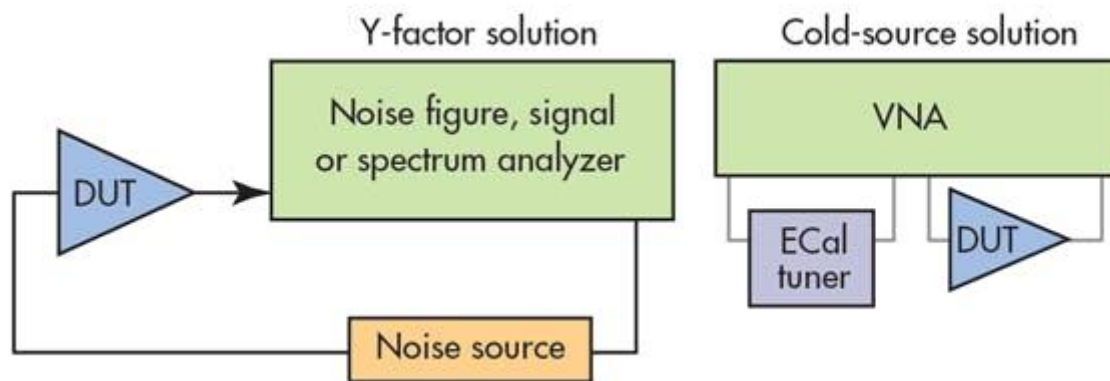 Y-factor solution
Noise figure, signal
or spectrum analyzer
DUT
Noise source
Cold-source solution
VNA
ECal
tuner
DUT